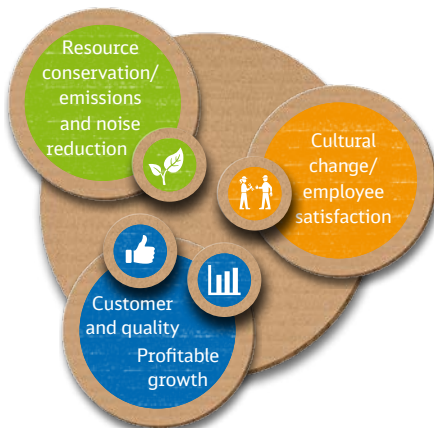 Resource
conservation/
emissions
and noise
reduction
Cultural
change/
employee
satisfaction
Customer
and quality
Profitable
growth